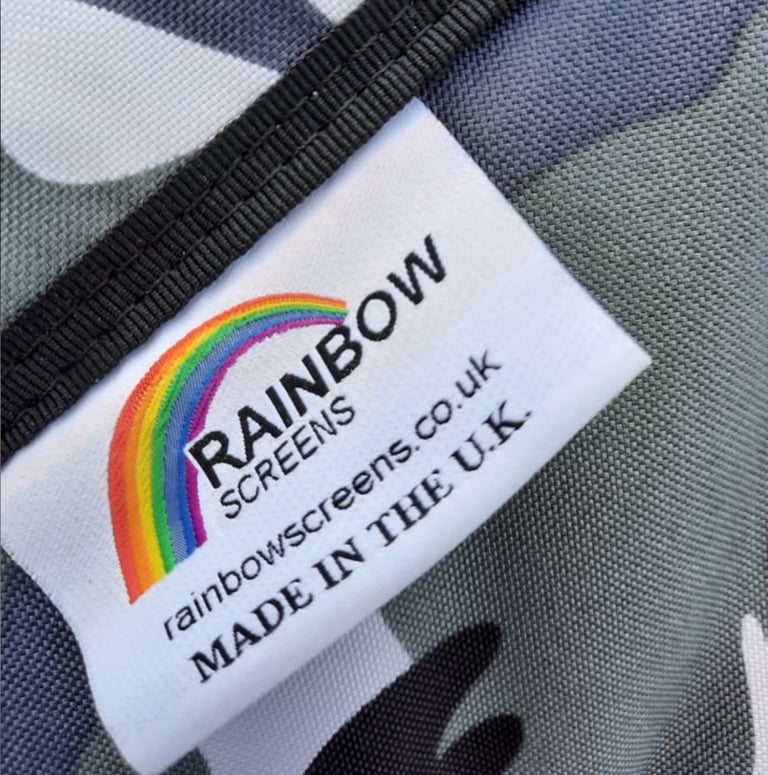 RAINBOW
SCREENS
rainbowscreens.co.uk
MADE IN THE U.K.